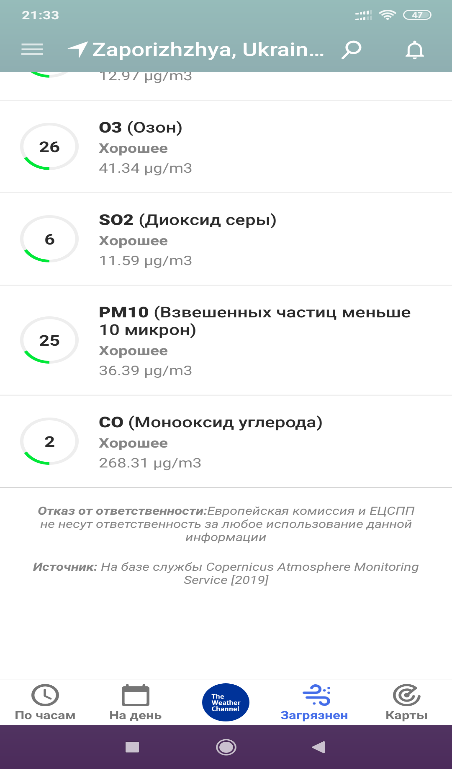 21:33
47
Zaporizhzhya, Ukrain...
12.97 µg/m3
O3 (Озон)
26
Хорошее
41.34 µg/m3
SO2 (Диоксид серы)
6
Хорошее
11.59 µg/m3
PM10 (Взвешенных частиц меньше
10 микрон)
25
Хорошее
36.39 µg/m3
CO (Монооксид углерода)
2
Хорошее
268.31 µg/m3
Отказ от ответственности:Европейская комиссия и ЕЦСПП
не несут ответственность за любое использование данной
информации
Источник: На базе службы Copernicus Atmosphere Monitoring
Service [2019]
The
Weather
Channel
По часам
На день
Загрязнен
Карты